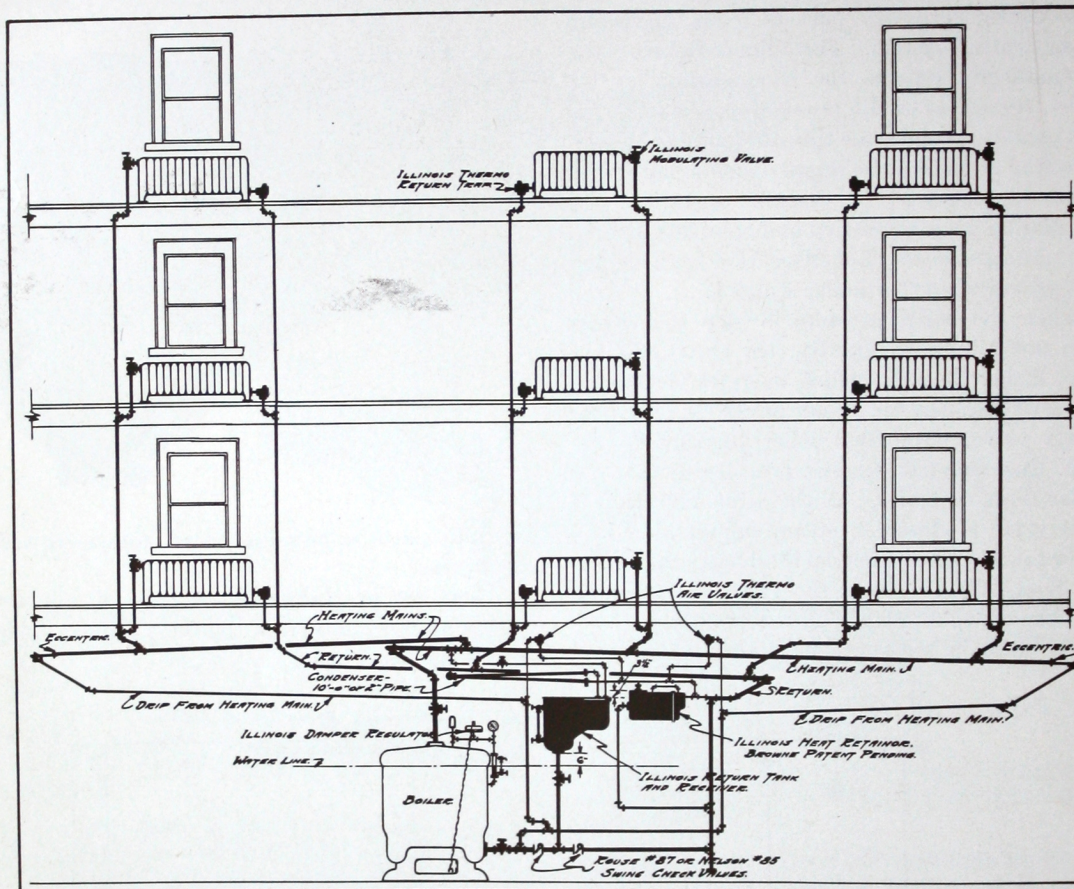 ILLINOIS THERMO
RETURN TRAP
ILLINOIS
MODULATING VALVE.
ILLINOIS THERMO
AIR VALVES.
HEATING MAINS.
ECCENTRIC.
ECCENTRIC.
RETURN.
HEATING MAIN.
CONDENSER-
10'-0" OF 2" PIPE.
RETURN.
DRIP FROM HEATING MAIN.
DRIP FROM HEATING MAIN.
ILLINOIS DAMPER REGULATOR
ILLINOIS HEAT RETAINOR.
BROWNE PATENT PENDING.
WATER LINE.
6"
ILLINOIS RETURN TANK
AND RECEIVER.
BOILER
ROUSE #87 OR NELSON #85
SWING CHECK VALVES.